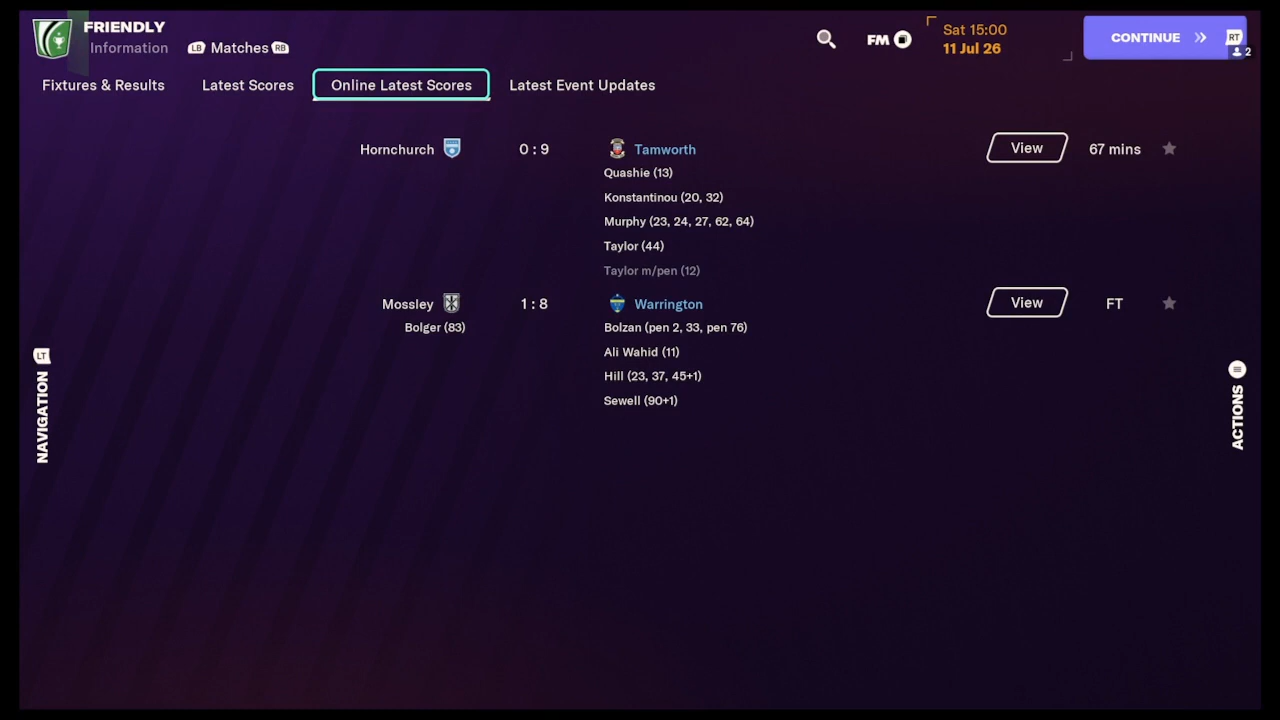 FRIENDLY
Information
LB Matches RB
FM
Sat 15:00
11 Jul 26
CONTINUE
RT
2
Fixtures & Results
Latest Scores
Online Latest Scores
Latest Event Updates
Hornchurch 0 : 9 Tamworth View 67 mins
Quashie (13)
Konstantinou (20, 32)
Murphy (23, 24, 27, 62, 64)
Taylor (44)
Taylor m/pen (12)
Mossley 1 : 8 Warrington View FT
Bolger (83) Bolzan (pen 2, 33, pen 76)
Ali Wahid (11)
Hill (23, 37, 45+1)
Sewell (90+1)
LT
NAVIGATION
ACTIONS